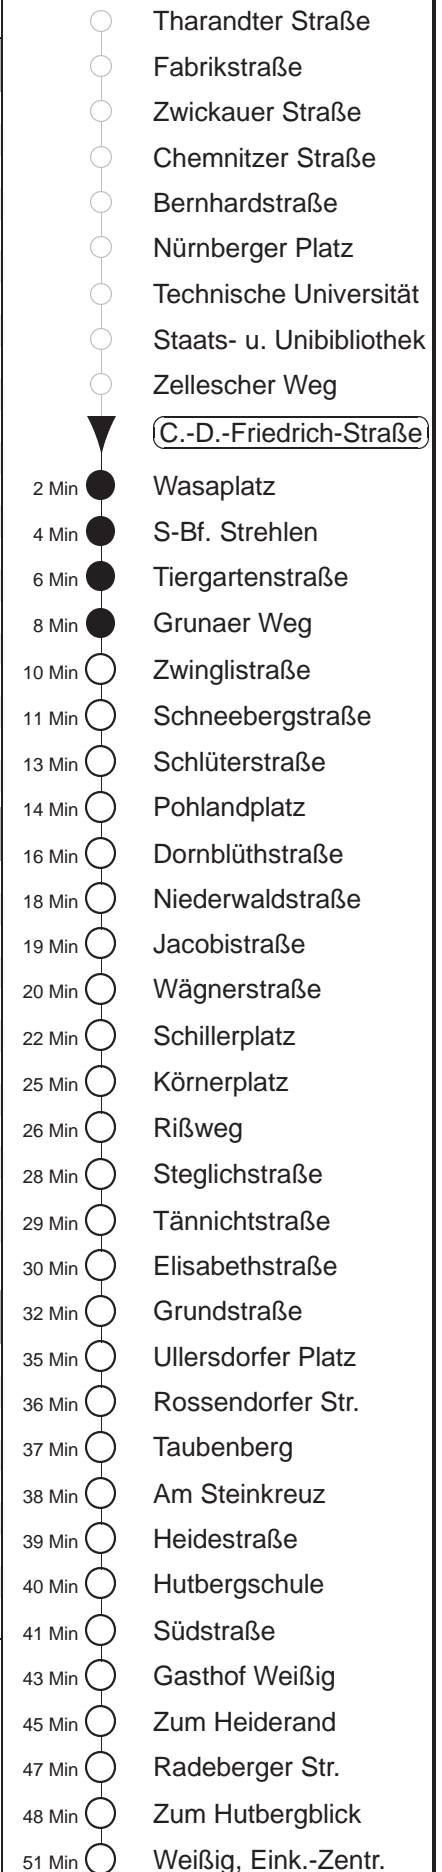 Tharandter Straße
Fabrikstraße
Zwickauer Straße
Chemnitzer Straße
Bernhardstraße
Nürnberger Platz
Technische Universität
Staats- u. Unibibliothek
Zellescher Weg
C.-D.-Friedrich-Straße
2 Min Wasaplatz
4 Min S-Bf. Strehlen
6 Min Tiergartenstraße
8 Min Grunaer Weg
10 Min Zwinglistraße
11 Min Schneebergstraße
13 Min Schlüterstraße
14 Min Pohlandplatz
16 Min Dornblüthstraße
18 Min Niederwaldstraße
19 Min Jacobistraße
20 Min Wägnerstraße
22 Min Schillerplatz
25 Min Körnerplatz
26 Min Rißweg
28 Min Steglichstraße
29 Min Tännichtstraße
30 Min Elisabethstraße
32 Min Grundstraße
35 Min Ullersdorfer Platz
36 Min Rossendorfer Str.
37 Min Taubenberg
38 Min Am Steinkreuz
39 Min Heidestraße
40 Min Hutbergschule
41 Min Südstraße
43 Min Gasthof Weißig
45 Min Zum Heiderand
47 Min Radeberger Str.
48 Min Zum Hutbergblick
51 Min Weißig, Eink.-Zentr.